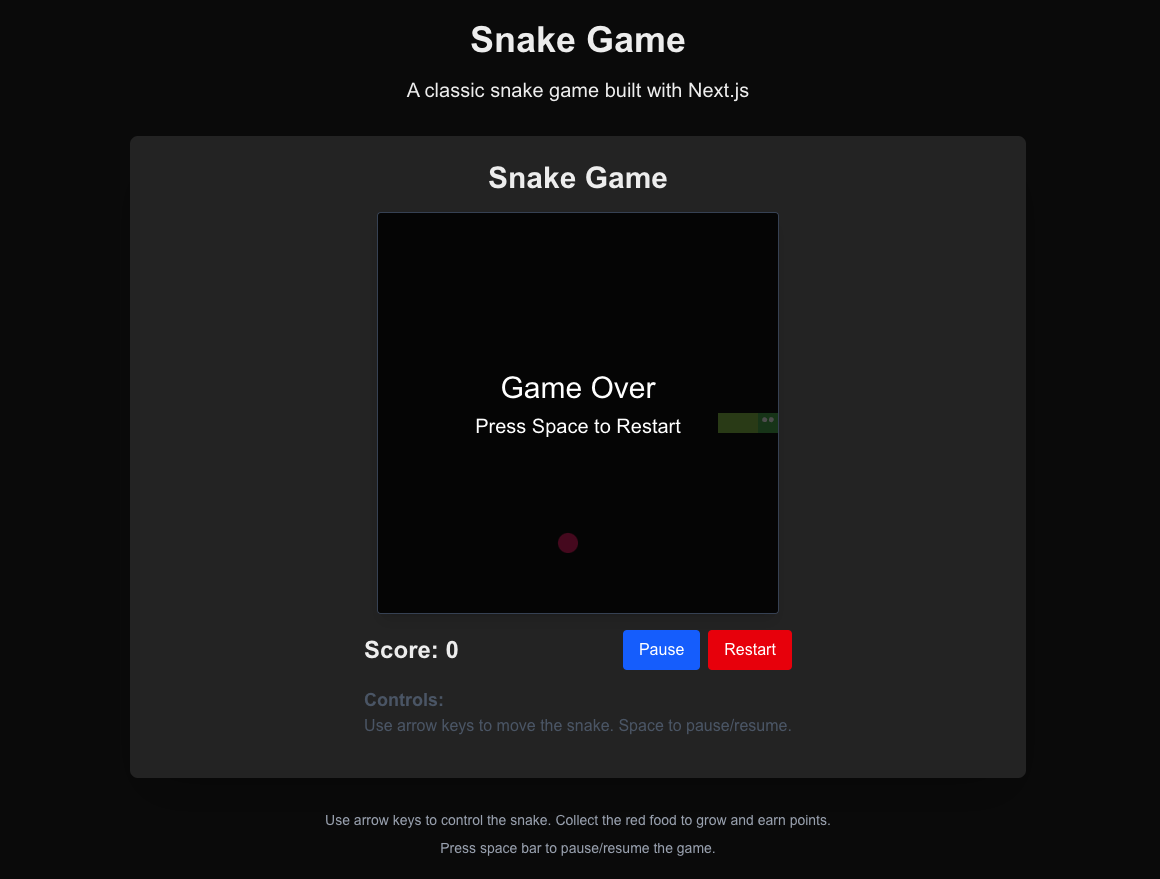 Snake Game
A classic snake game built with Next.js
Snake Game
Game Over
Press Space to Restart
Score: 0
Pause
Restart
Controls:
Use arrow keys to move the snake. Space to pause/resume.
Use arrow keys to control the snake. Collect the red food to grow and earn points.
Press space bar to pause/resume the game.